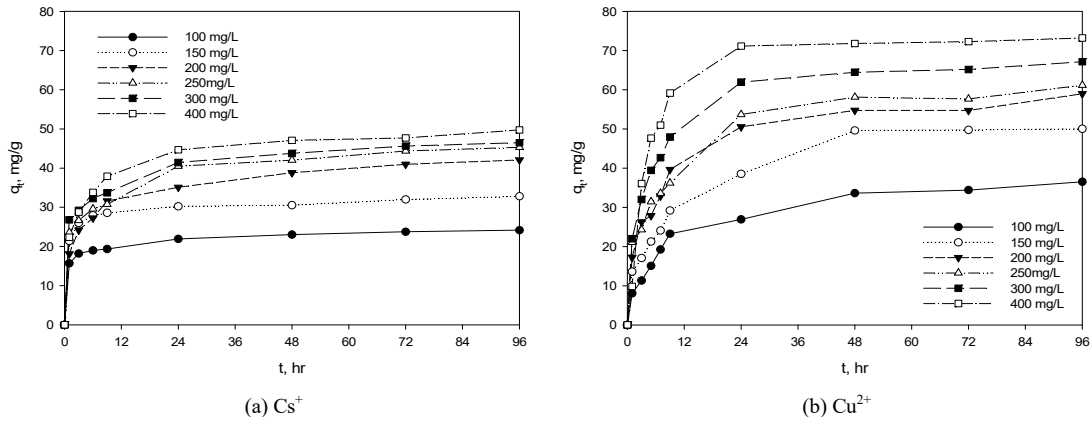 80
70
60
50
40
30
20
10
0
q_t, mg/g
100 mg/L
150 mg/L
200 mg/L
250mg/L
300 mg/L
400 mg/L
0 12 24 36 48 60 72 84 96
t, hr
(a) Cs⁺
80
70
60
50
40
30
20
10
0
q_t, mg/g
100 mg/L
150 mg/L
200 mg/L
250mg/L
300 mg/L
400 mg/L
0 12 24 36 48 60 72 84 96
t, hr
(b) Cu²⁺